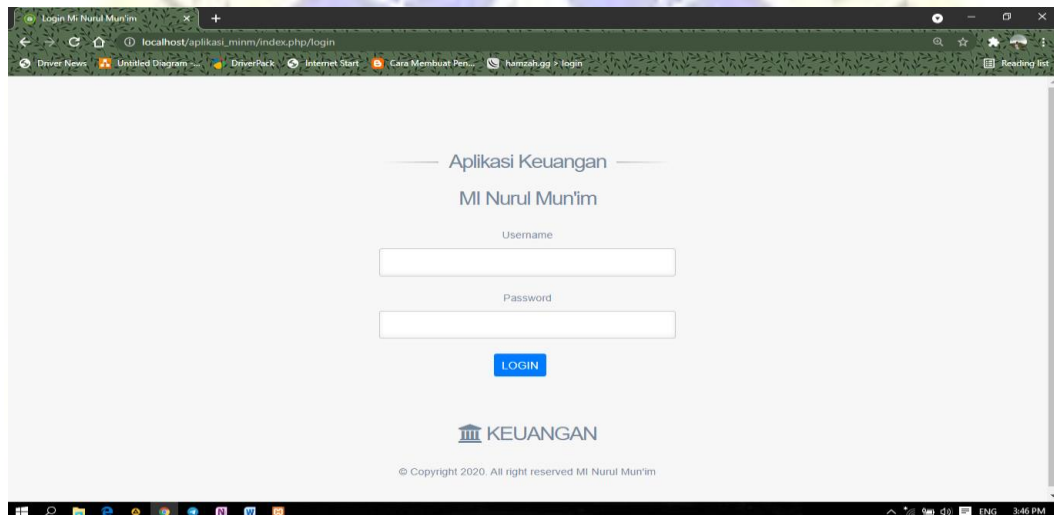 Login Mi Nurul Mun'im
localhost/aplikasi_minm/index.php/login
Driver News
Untitled Diagram -...
DriverPack
Internet Start
Cara Membuat Pen...
hamzah.gg > login
Reading list
Aplikasi Keuangan
MI Nurul Mun'im
Username
Password
LOGIN
KEUANGAN
© Copyright 2020. All right reserved MI Nurul Mun'im
ENG
3:46 PM